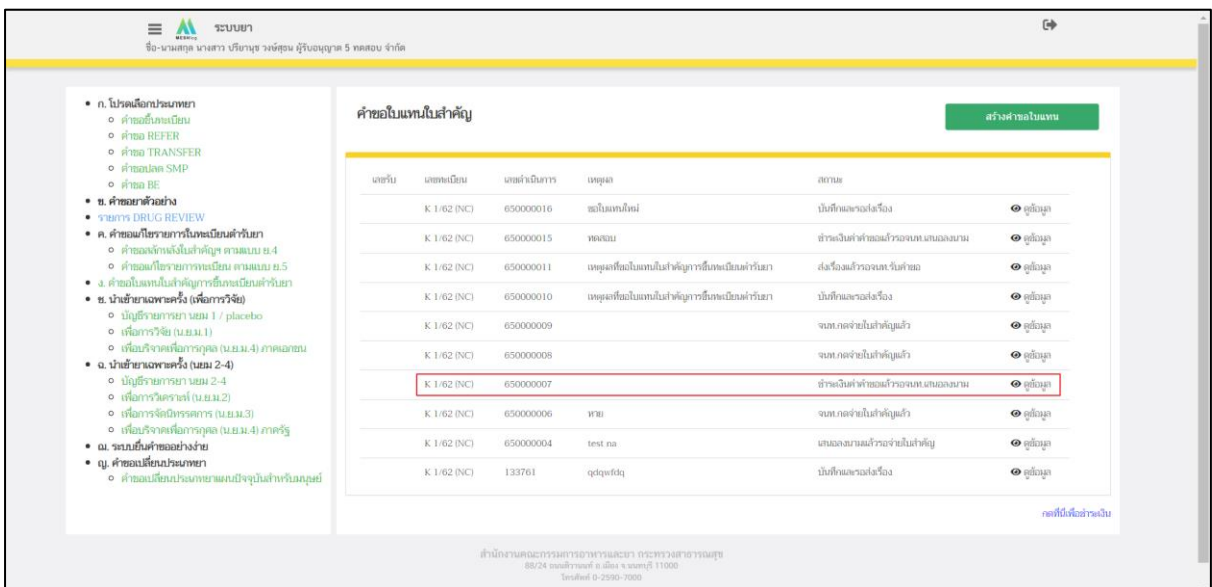 ระบบยา
ชื่อ-นามสกุล นางสาว ปริยานุช วงษ์สุธน ผู้รับอนุญาต 5 ทดสอบ จำกัด
ก. โปรดเลือกประเภทยา
คำขอขึ้นทะเบียน
คำขอ REFER
คำขอ TRANSFER
คำขอปลด SMP
คำขอ BE
ข. คำขอยาตัวอย่าง
รายการ DRUG REVIEW
ค. คำขอแก้ไขรายการในทะเบียนตำรับยา
คำขอสลักหลังใบสำคัญฯ ตามแบบ ย.4
คำขอแก้ไขรายการทะเบียน ตามแบบ ย.5
ง. คำขอใบแทนใบสำคัญการขึ้นทะเบียนตำรับยา
ช. นำเข้ายาเฉพาะครั้ง (เพื่อการวิจัย)
บัญชีรายการยา นยม 1 / placebo
เพื่อการวิจัย (น.ย.ม.1)
เพื่อบริจาคเพื่อการกุศล (น.ย.ม.4) ภาคเอกชน
ฉ. นำเข้ายาเฉพาะครั้ง (นยม 2-4)
บัญชีรายการยา นยม 2-4
เพื่อการวิเคราะห์ (น.ย.ม.2)
เพื่อการจัดนิทรรศการ (น.ย.ม.3)
เพื่อบริจาคเพื่อการกุศล (น.ย.ม.4) ภาครัฐ
ฌ. ระบบยื่นคำขออย่างง่าย
ญ. คำขอเปลี่ยนประเภทยา
คำขอเปลี่ยนประเภทยาแผนปัจจุบันสำหรับมนุษย์
คำขอใบแทนใบสำคัญ
สร้างคำขอใบแทน
เลขรับ เลขทะเบียน เลขดำเนินการ เหตุผล สถานะ
K 1/62 (NC) 650000016 ขอใบแทนใหม่ บันทึกและรอส่งเรื่อง ดูข้อมูล
K 1/62 (NC) 650000015 ทดสอบ ชำระเงินค่าคำขอแล้วรอจนท.เสนอลงนาม ดูข้อมูล
K 1/62 (NC) 650000011 เหตุผลที่ขอใบแทนใบสำคัญการขึ้นทะเบียนตำรับยา ส่งเรื่องแล้วรอจนท.รับคำขอ ดูข้อมูล
K 1/62 (NC) 650000010 เหตุผลที่ขอใบแทนใบสำคัญการขึ้นทะเบียนตำรับยา บันทึกและรอส่งเรื่อง ดูข้อมูล
K 1/62 (NC) 650000009 จนท.กดจ่ายใบสำคัญแล้ว ดูข้อมูล
K 1/62 (NC) 650000008 จนท.กดจ่ายใบสำคัญแล้ว ดูข้อมูล
K 1/62 (NC) 650000007 ชำระเงินค่าคำขอแล้วรอจนท.เสนอลงนาม ดูข้อมูล
K 1/62 (NC) 650000006 หาย จนท.กดจ่ายใบสำคัญแล้ว ดูข้อมูล
K 1/62 (NC) 650000004 test na เสนอลงนามแล้วรอจ่ายใบสำคัญ ดูข้อมูล
K 1/62 (NC) 133761 qdqwfdq บันทึกและรอส่งเรื่อง ดูข้อมูล
กดที่นี่เพื่อชำระเงิน
สำนักงานคณะกรรมการอาหารและยา กระทรวงสาธารณสุข
88/24 ถนนติวานนท์ อ.เมือง จ.นนทบุรี 11000
โทรศัพท์ 0-2590-7000